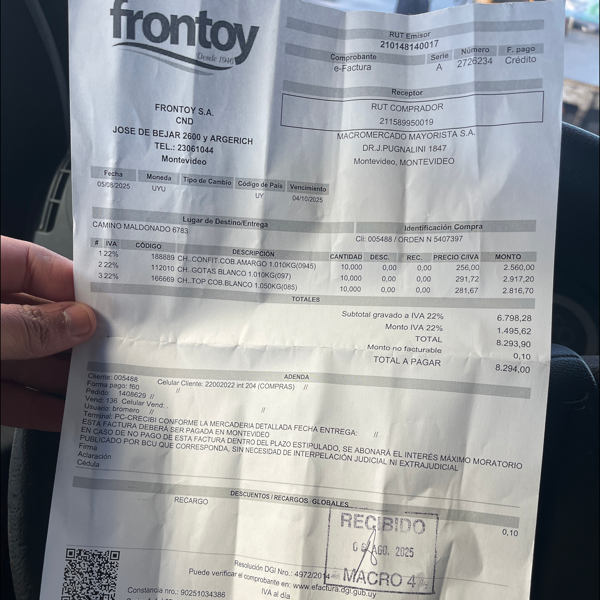 frontoy
Desde 1946
RUT Emisor
210148140017
Comprobante Serie Número F. pago
e-Factura A 2726234 Crédito
Receptor
RUT COMPRADOR
211589950019
MACROMERCADO MAYORISTA S.A.
DR.J.PUGNALINI 1847
Montevideo, MONTEVIDEO
FRONTOY S.A.
CND
JOSE DE BEJAR 2600 y ARGERICH
TEL.: 23061044
Montevideo
Fecha Moneda Tipo de Cambio Código de País Vencimiento
05/08/2025 UYU UY 04/10/2025
Lugar de Destino/Entrega Identificación Compra
CAMINO MALDONADO 6783 Cli: 005488 / ORDEN N 5407397
# IVA CÓDIGO DESCRIPCIÓN CANTIDAD DESC. REC. PRECIO C/IVA MONTO
1 22% 188889 CH..CONFIT.COB.AMARGO 1.010KG(0945) 10,000 0,00 0,00 256,00 2.560,00
2 22% 112010 CH..GOTAS BLANCO 1.010KG(097) 10,000 0,00 0,00 291,72 2.917,20
3 22% 166669 CH..TOP COB.BLANCO 1.050KG(085) 10,000 0,00 0,00 281,67 2.816,70
TOTALES
Subtotal gravado a IVA 22% 6.798,28
Monto IVA 22% 1.495,62
TOTAL 8.293,90
Monto no facturable 0,10
TOTAL A PAGAR 8.294,00
ADENDA
Cliente: 005488 Celular Cliente: 22002022 int 204 (COMPRAS) //
Forma pago: f60
Pedido: 1408629 // //
Vend: 136 Celular Vend: . //
Usuario: bromero //
Terminal: PC-CRECIBÍ CONFORME LA MERCADERIA DETALLADA FECHA ENTREGA: //
ESTA FACTURA DEBERÁ SER PAGADA EN MONTEVIDEO
EN CASO DE NO PAGO DE ESTA FACTURA DENTRO DEL PLAZO ESTIPULADO, SE ABONARÁ EL INTERÉS MÁXIMO MORATORIO
PUBLICADO POR BCU QUE CORRESPONDA, SIN NECESIDAD DE INTERPELACIÓN JUDICIAL NI EXTRAJUDICIAL
Firma
Aclaración
Cédula
DESCUENTOS / RECARGOS GLOBALES
RECARGO 0,10
RECIBIDO
AGO. 2025
MACRO 4
Resolución DGI Nro.: 4972/2014
Puede verificar el comprobante en: www.efactura.dgi.gub.uy
IVA al día
Constancia nro.: 90251034386